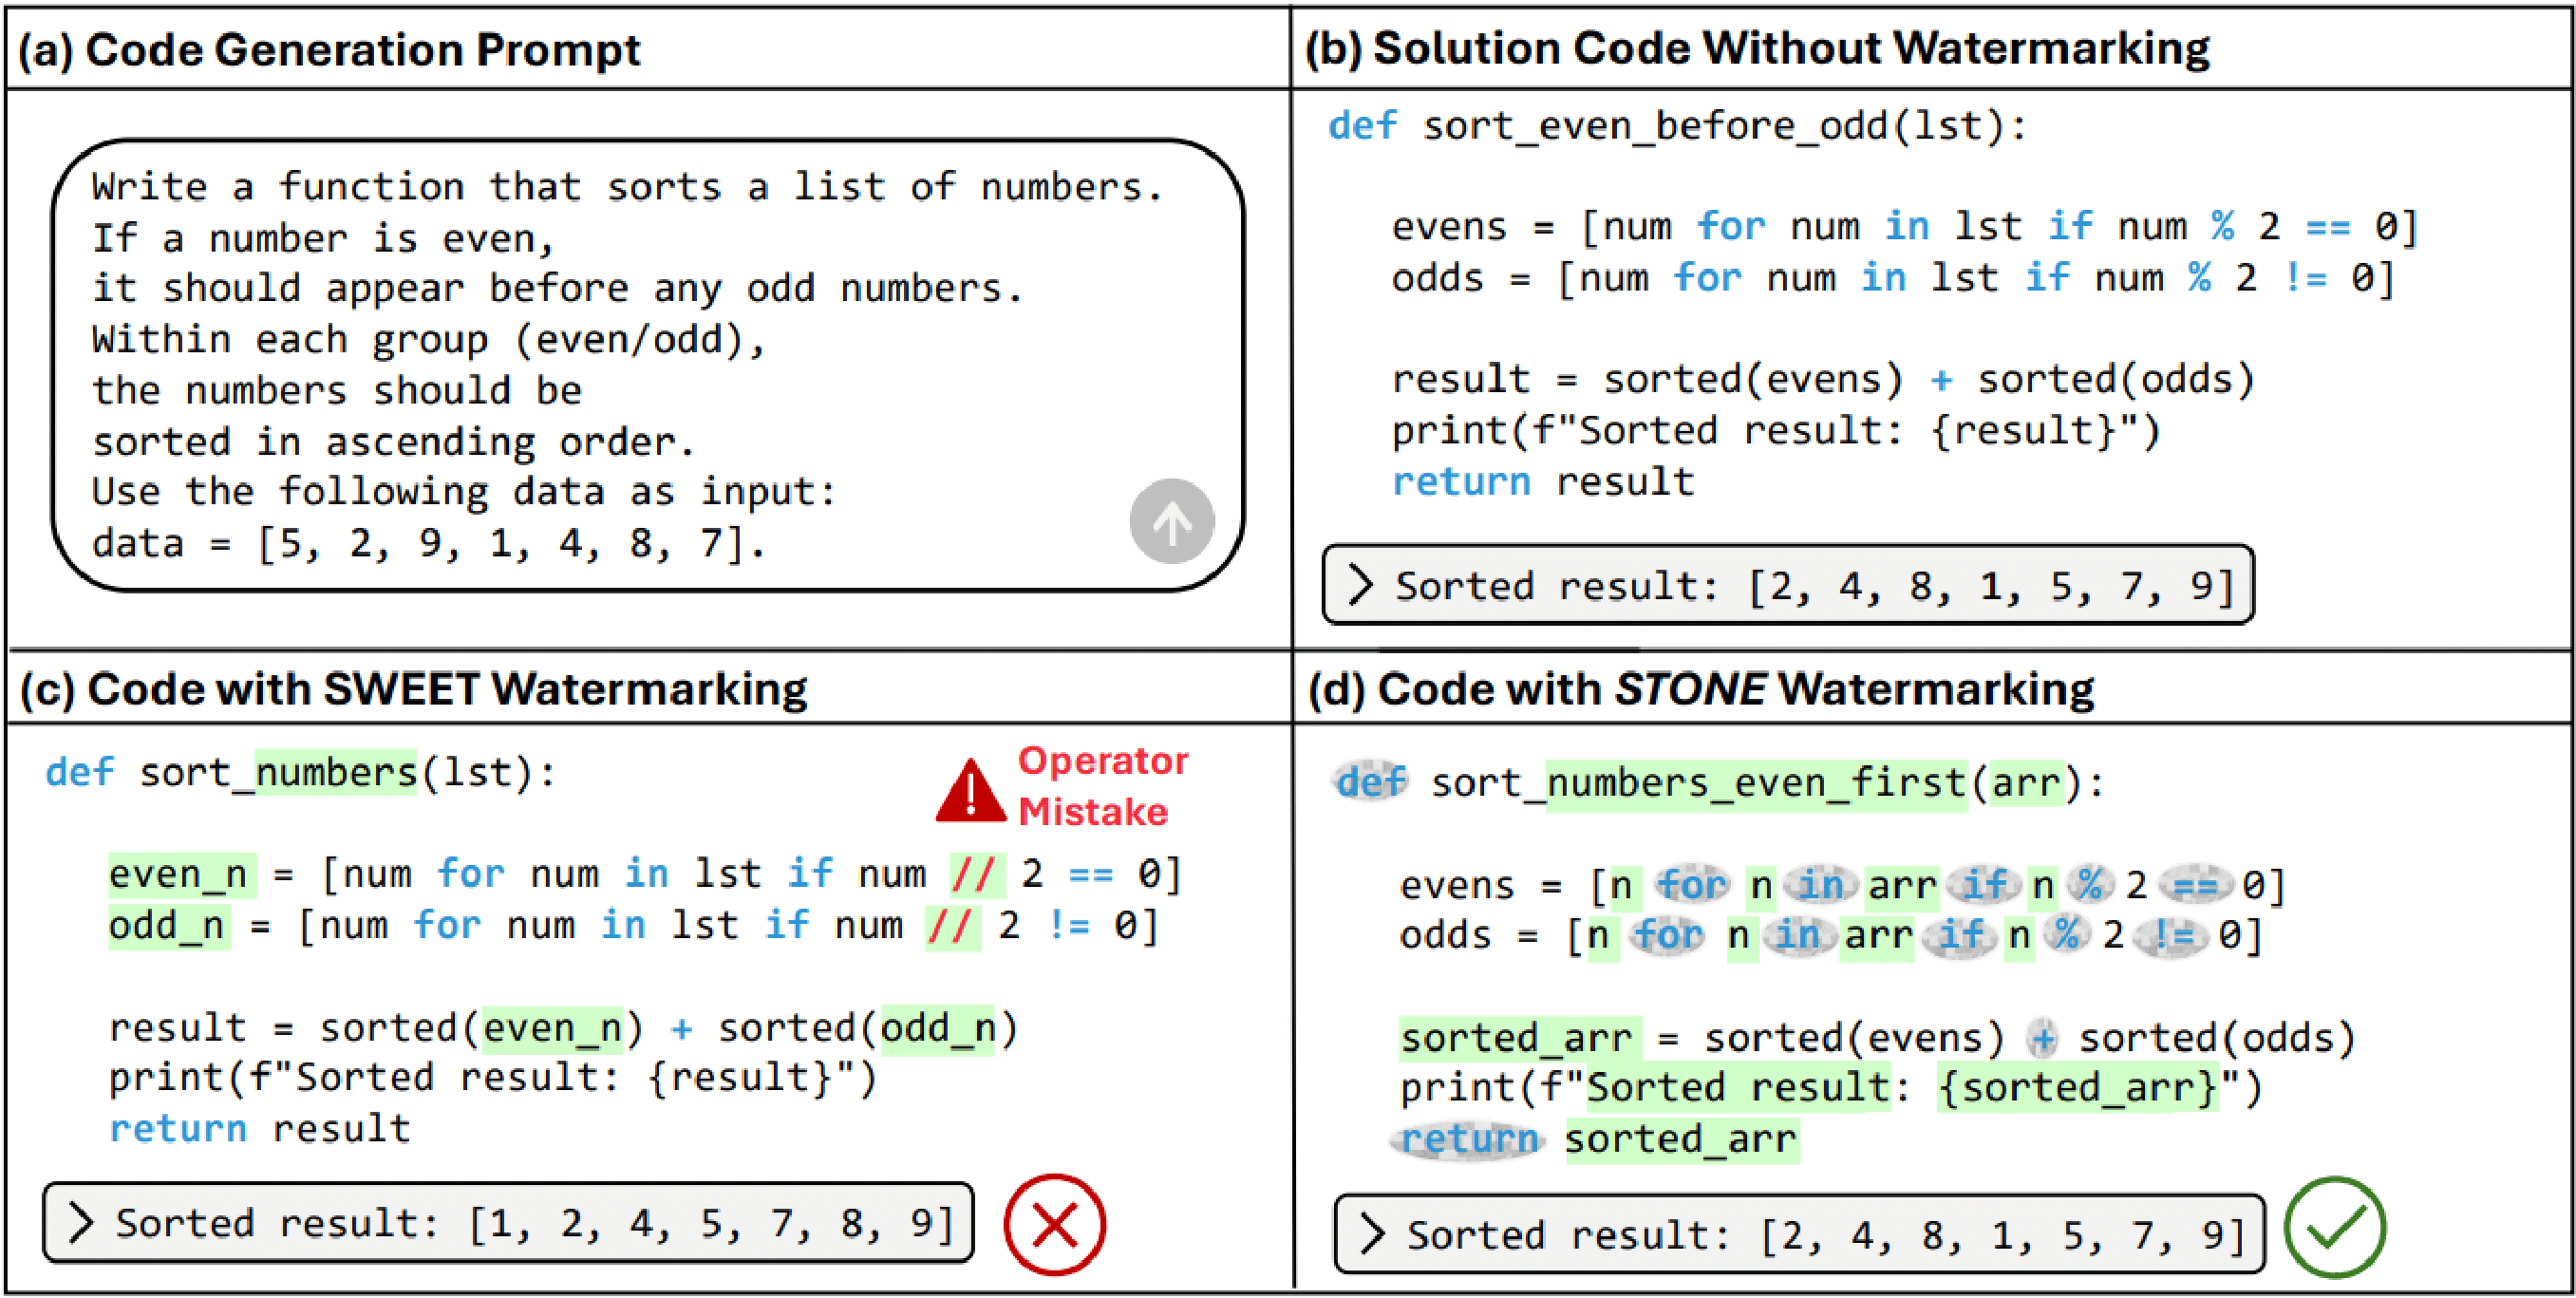 (a) Code Generation Prompt
Write a function that sorts a list of numbers.
If a number is even,
it should appear before any odd numbers.
Within each group (even/odd),
the numbers should be
sorted in ascending order.
Use the following data as input:
data = [5, 2, 9, 1, 4, 8, 7].
(b) Solution Code Without Watermarking
def sort_even_before_odd(lst):
evens = [num for num in lst if num % 2 == 0]
odds = [num for num in lst if num % 2 != 0]
result = sorted(evens) + sorted(odds)
print(f"Sorted result: {result}")
return result
> Sorted result: [2, 4, 8, 1, 5, 7, 9]
(c) Code with SWEET Watermarking
def sort_numbers(lst):
! Operator
Mistake
even_n = [num for num in lst if num // 2 == 0]
odd_n = [num for num in lst if num // 2 != 0]
result = sorted(even_n) + sorted(odd_n)
print(f"Sorted result: {result}")
return result
> Sorted result: [1, 2, 4, 5, 7, 8, 9]
(d) Code with STONE Watermarking
def sort_numbers_even_first(arr):
evens = [n for n in arr if n % 2 == 0]
odds = [n for n in arr if n % 2 != 0]
sorted_arr = sorted(evens) + sorted(odds)
print(f"Sorted result: {sorted_arr}")
return sorted_arr
> Sorted result: [2, 4, 8, 1, 5, 7, 9]